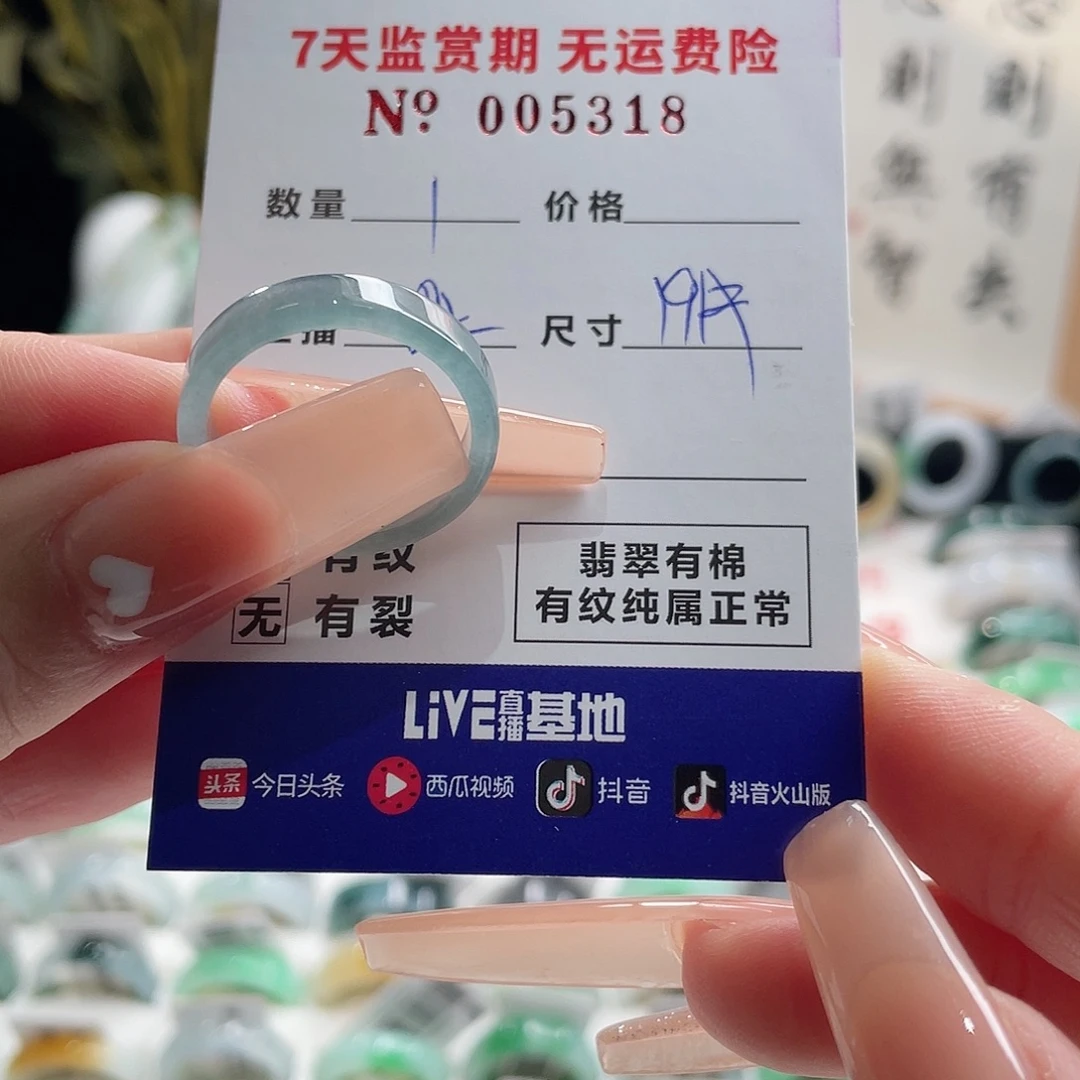 7天监赏期 无运费险
Nº 005318
数量 1 价格
播 尺寸
有纹
无 有裂
翡翠有棉
有纹纯属正常
LiVE直播基地
头条 今日头条 西瓜视频 抖音 抖音火山版